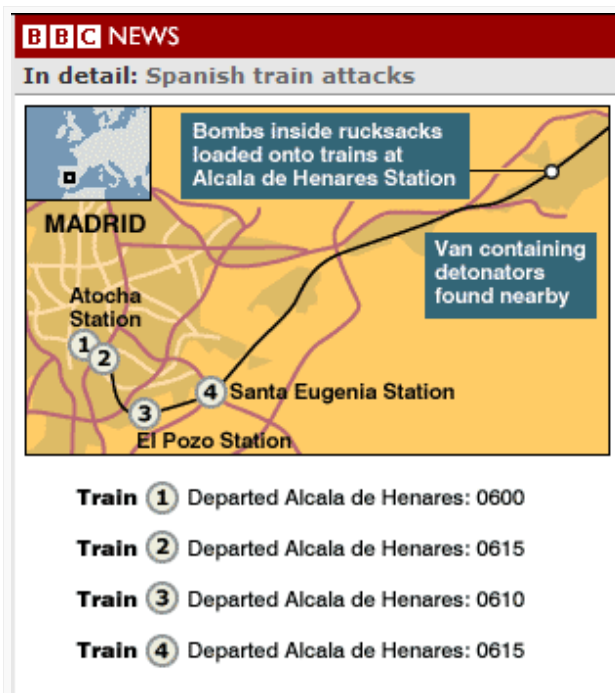 BBC NEWS
In detail: Spanish train attacks
Bombs inside rucksacks
loaded onto trains at
Alcala de Henares Station
MADRID
Van containing
detonators
found nearby
Atocha
Station
1
2
4 Santa Eugenia Station
3
El Pozo Station
Train 1 Departed Alcala de Henares: 0600
Train 2 Departed Alcala de Henares: 0615
Train 3 Departed Alcala de Henares: 0610
Train 4 Departed Alcala de Henares: 0615